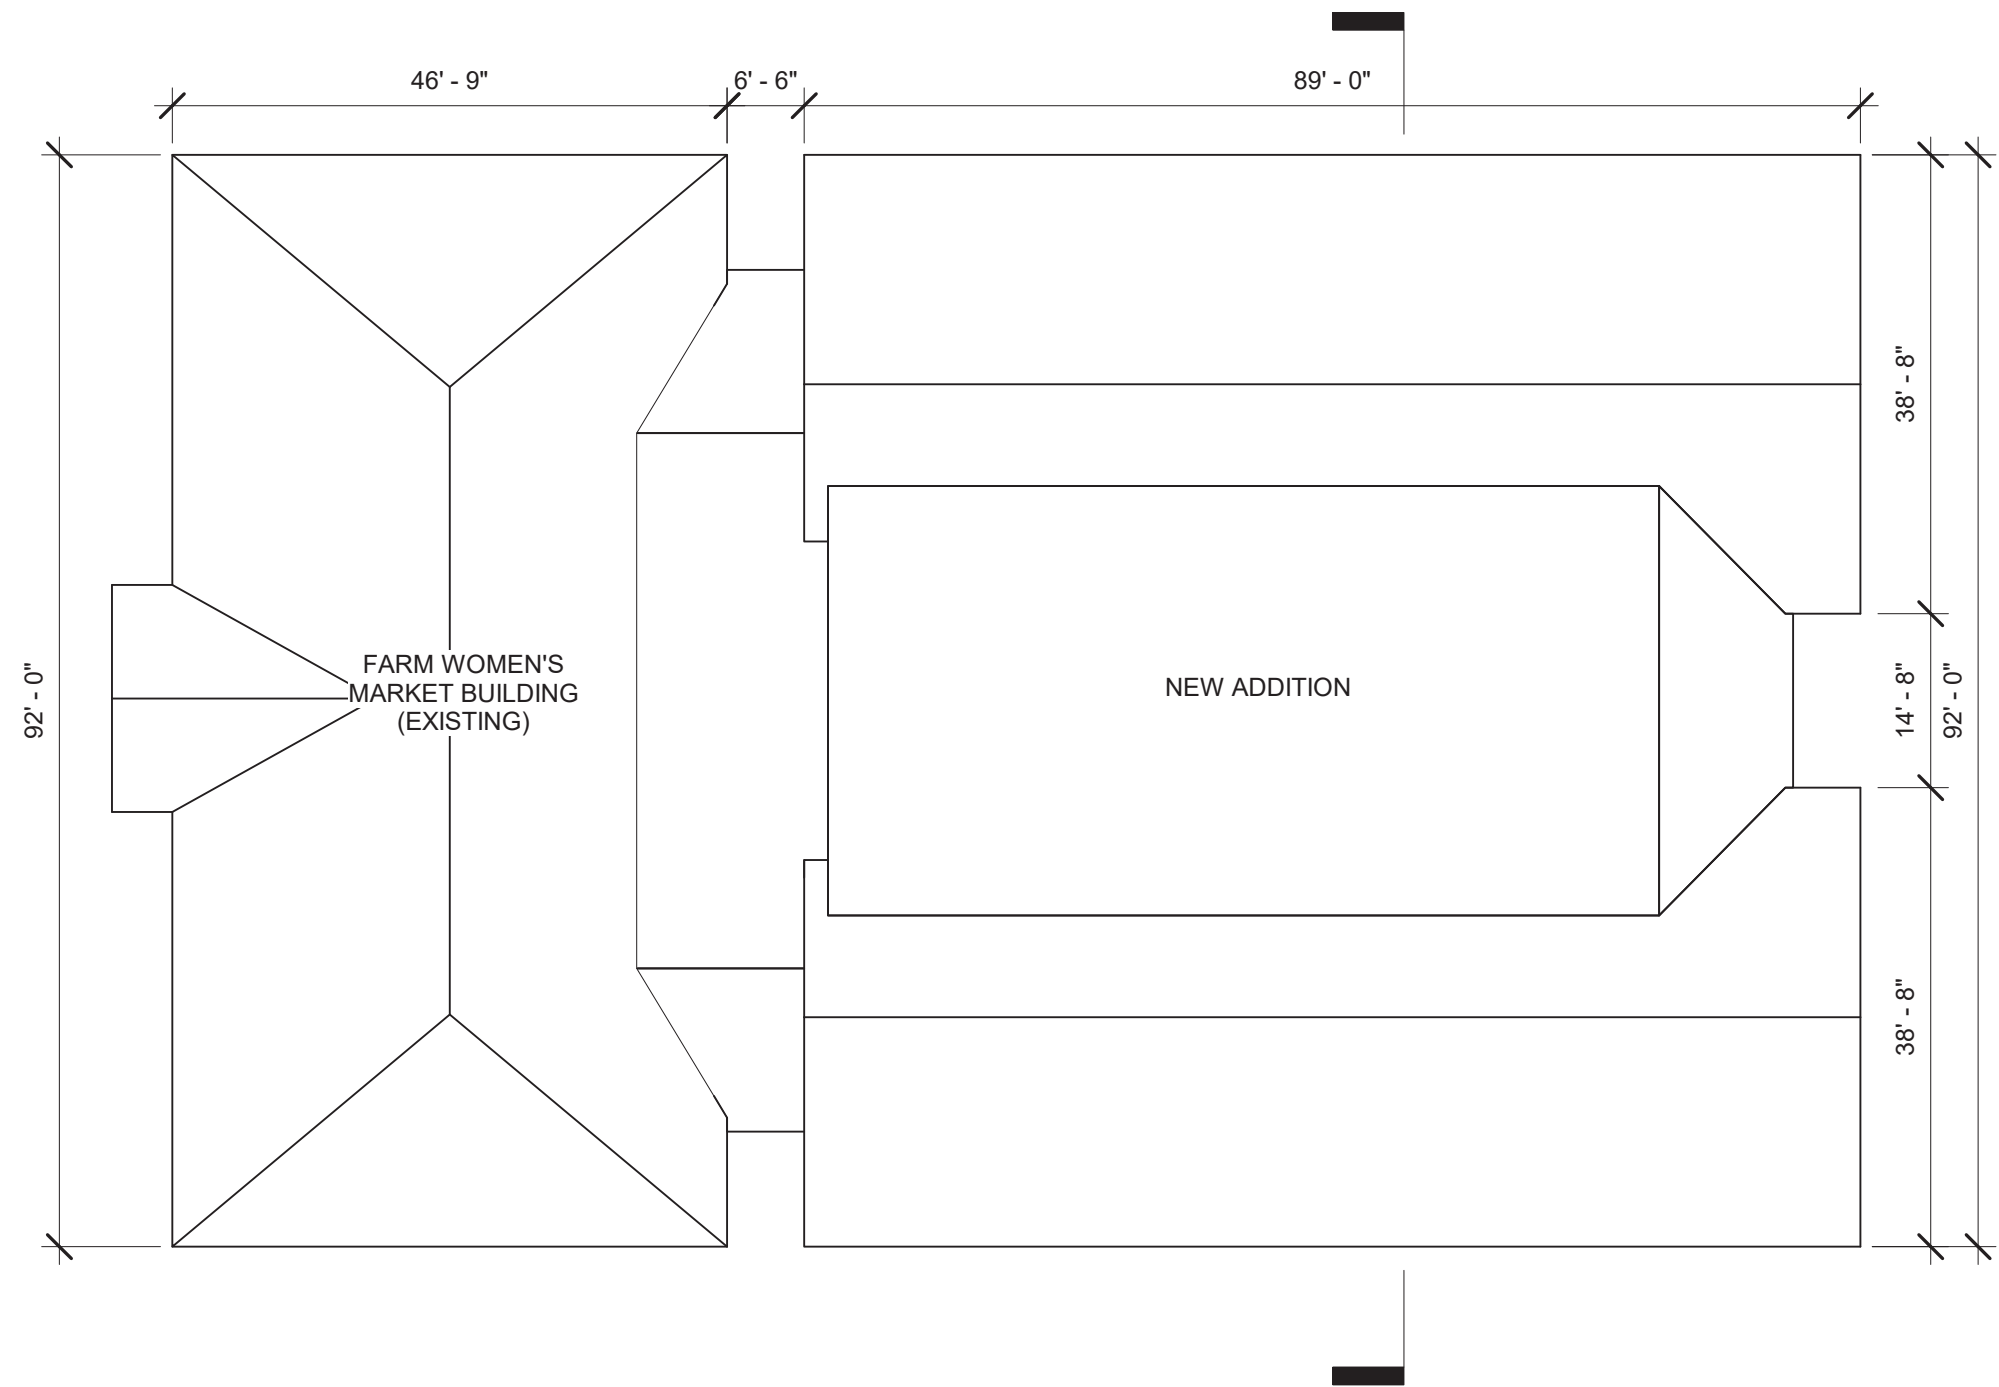 46' - 9"
6' - 6"
89' - 0"
38' - 8"
FARM WOMEN'S
MARKET BUILDING
(EXISTING)
NEW ADDITION
92' - 0"
14' - 8"
92' - 0"
38' - 8"